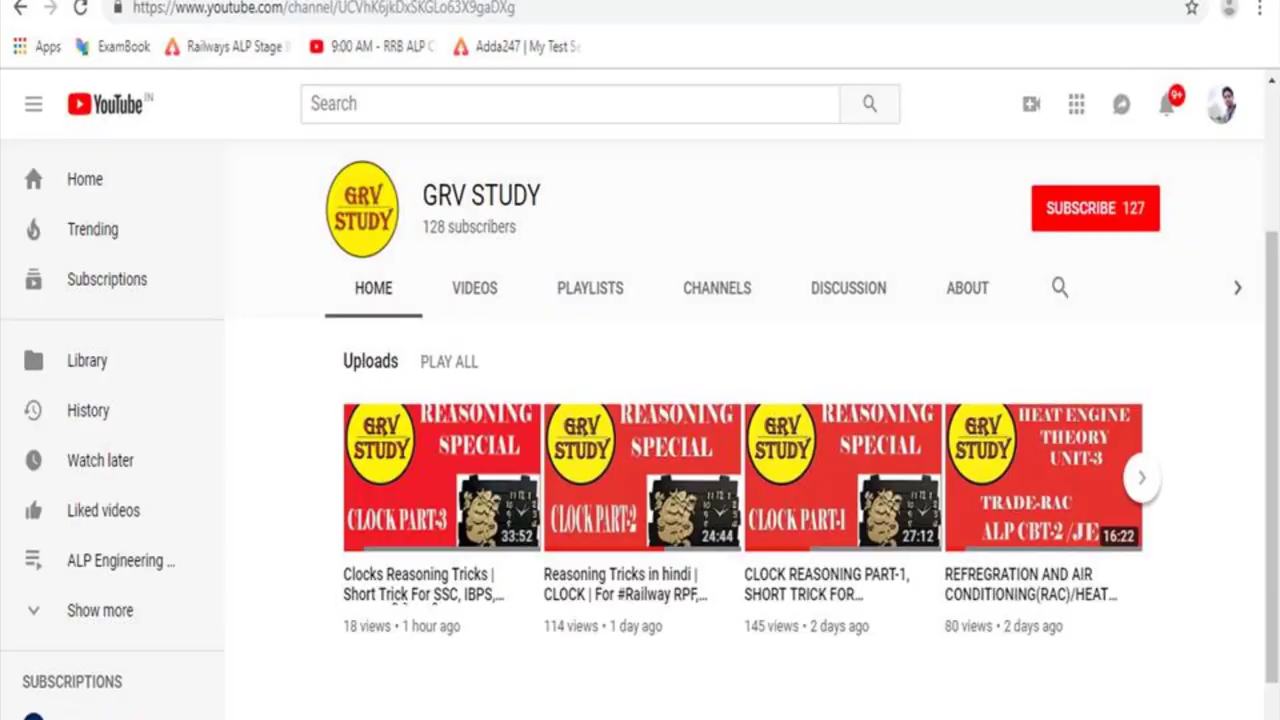 https://www.youtube.com/channel/UCVhK6jkDxSKGLo63X9gaDXg
Apps
ExamBook
Railways ALP Stage
9:00 AM - RRB ALP C
Adda247 | My Test Se
YouTube IN
Search
9+
Home
Trending
Subscriptions
Library
History
Watch later
Liked videos
ALP Engineering ...
Show more
SUBSCRIPTIONS
GRV STUDY
GRV STUDY
128 subscribers
SUBSCRIBE 127
HOME
VIDEOS
PLAYLISTS
CHANNELS
DISCUSSION
ABOUT
Uploads
PLAY ALL
GRV
STUDY
REASONING
SPECIAL
CLOCK PART-3
33:52
Clocks Reasoning Tricks |
Short Trick For SSC, IBPS,...
18 views • 1 hour ago
GRV
STUDY
REASONING
SPECIAL
CLOCK PART-2
24:44
Reasoning Tricks in hindi |
CLOCK | For #Railway RPF,...
114 views • 1 day ago
GRV
STUDY
REASONING
SPECIAL
CLOCK PART-1
27:12
CLOCK REASONING PART-1,
SHORT TRICK FOR...
145 views • 2 days ago
GRV
STUDY
HEAT ENGINE
THEORY
UNIT-3
TRADE-RAC
ALP CBT-2 /JE
16:22
REFREGRATION AND AIR
CONDITIONING(RAC)/HEAT...
80 views • 2 days ago